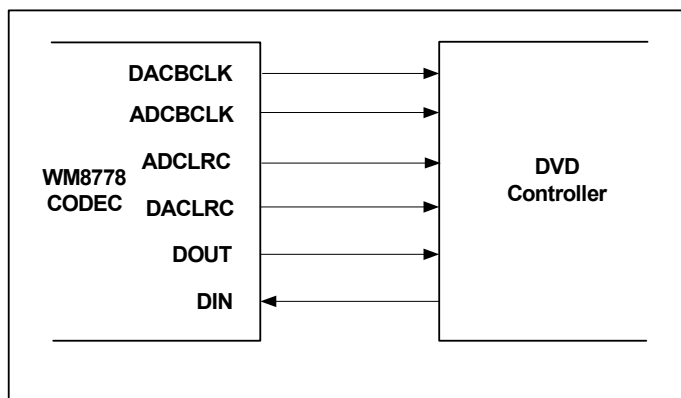 DACBCLK
ADCBCLK
ADCLRC
WM8778
CODEC
DACLRC
DOUT
DIN
DVD
Controller